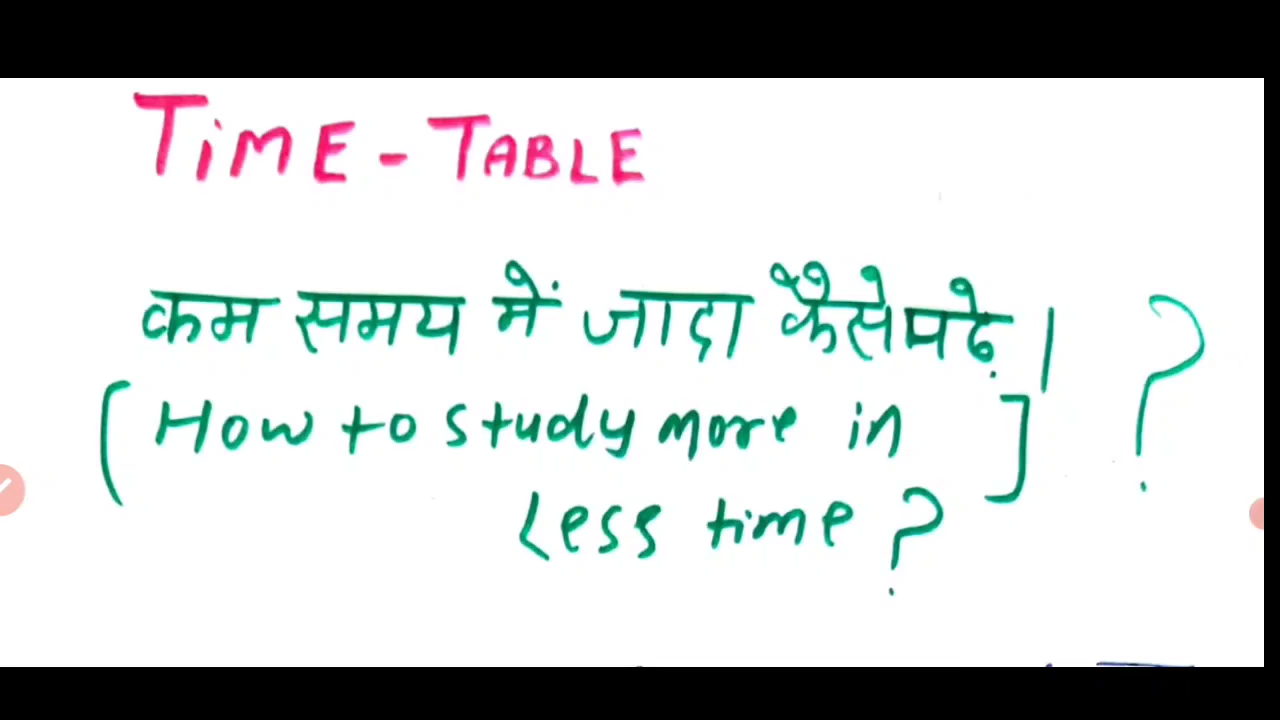 TiME - TABLE
कम समय में जादा कैसे पढ़े । ?
[How to study more in]
Less time ?